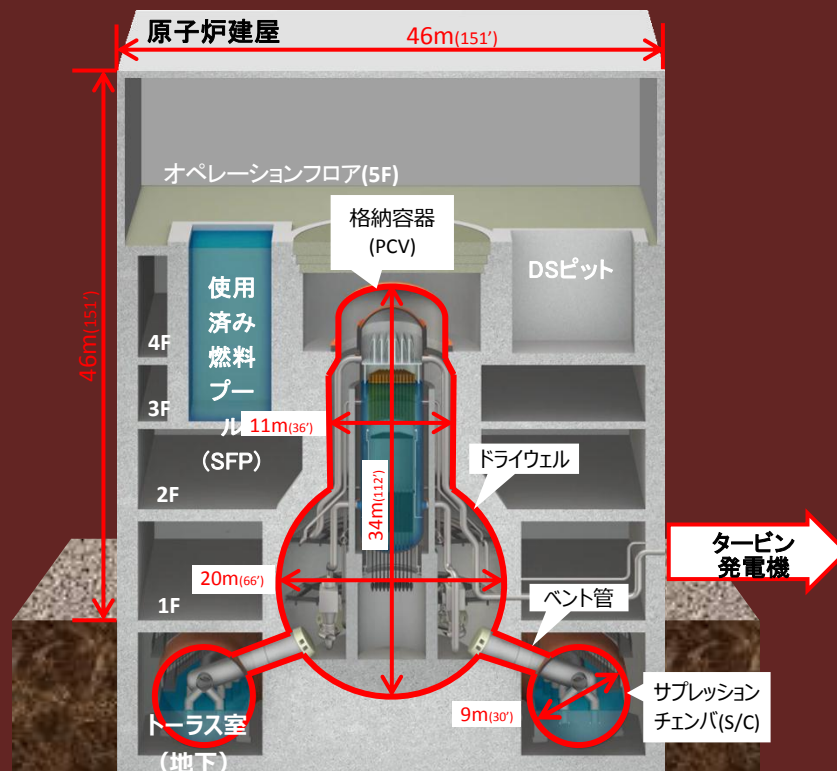 原子炉建屋
46m(151’)
46m(151’)
オペレーションフロア(5F)
格納容器
(PCV)
DSピット
使用
済み
燃料
プー
ル
（SFP）
4F
3F
2F
1F
11m(36’)
34m(112’)
20m(66’)
ドライウェル
タービン
発電機
ベント管
9m(30’)
サプレッション
チェンバ(S/C)
トーラス室
（地下）